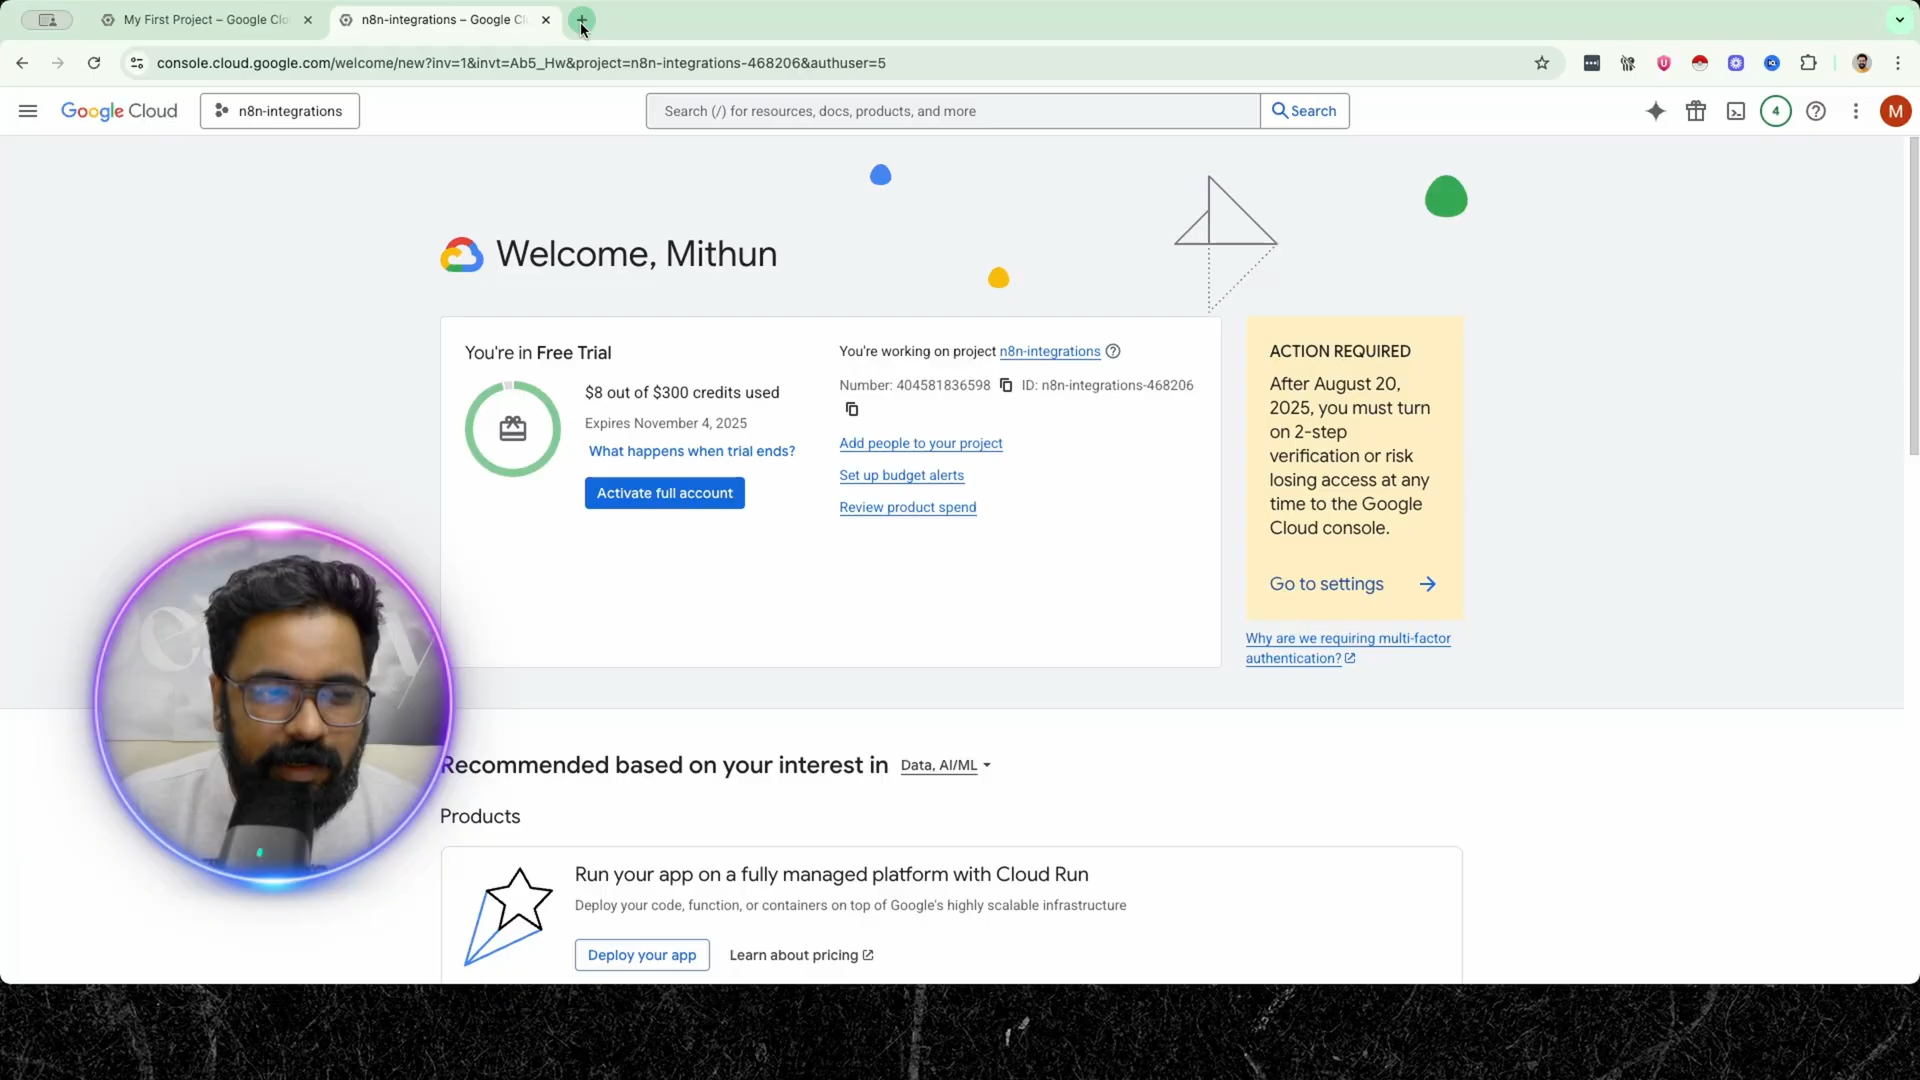 My First Project – Google Clo
n8n-integrations – Google Cl
console.cloud.google.com/welcome/new?inv=1&invt=Ab5_Hw&project=n8n-integrations-468206&authuser=5
Google Cloud
n8n-integrations
Search (/) for resources, docs, products, and more
Search
4
M
Welcome, Mithun
You're in Free Trial
$8 out of $300 credits used
Expires November 4, 2025
What happens when trial ends?
Activate full account
You're working on project n8n-integrations
Number: 404581836598 ID: n8n-integrations-468206
Add people to your project
Set up budget alerts
Review product spend
ACTION REQUIRED
After August 20,
2025, you must turn
on 2-step
verification or risk
losing access at any
time to the Google
Cloud console.
Go to settings
Why are we requiring multi-factor
authentication?
Recommended based on your interest in Data, AI/ML
Products
Run your app on a fully managed platform with Cloud Run
Deploy your code, function, or containers on top of Google's highly scalable infrastructure
Deploy your app
Learn about pricing